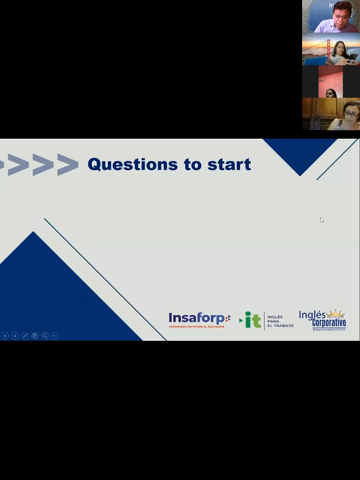 Questions to start
Insaforp
it
INGLÉS
PARA
EL TRABAJO
Inglés
corporativo